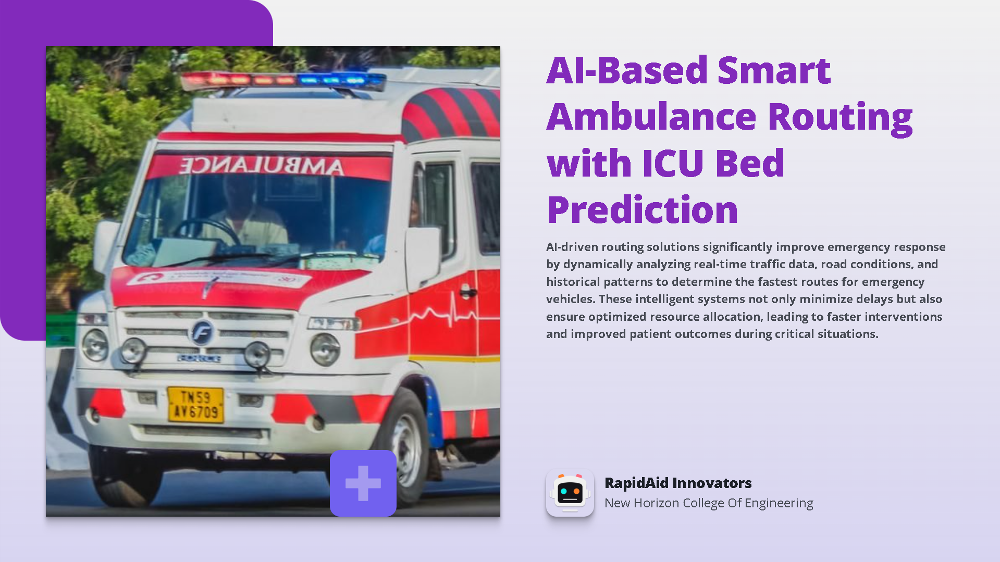 AI-Based Smart
Ambulance Routing
with ICU Bed
Prediction
AI-driven routing solutions significantly improve emergency response
by dynamically analyzing real-time traffic data, road conditions, and
historical patterns to determine the fastest routes for emergency
vehicles. These intelligent systems not only minimize delays but also
ensure optimized resource allocation, leading to faster interventions
and improved patient outcomes during critical situations.
RapidAid Innovators
New Horizon College Of Engineering
AMBULANCE
FORCE
TN59
AV6709